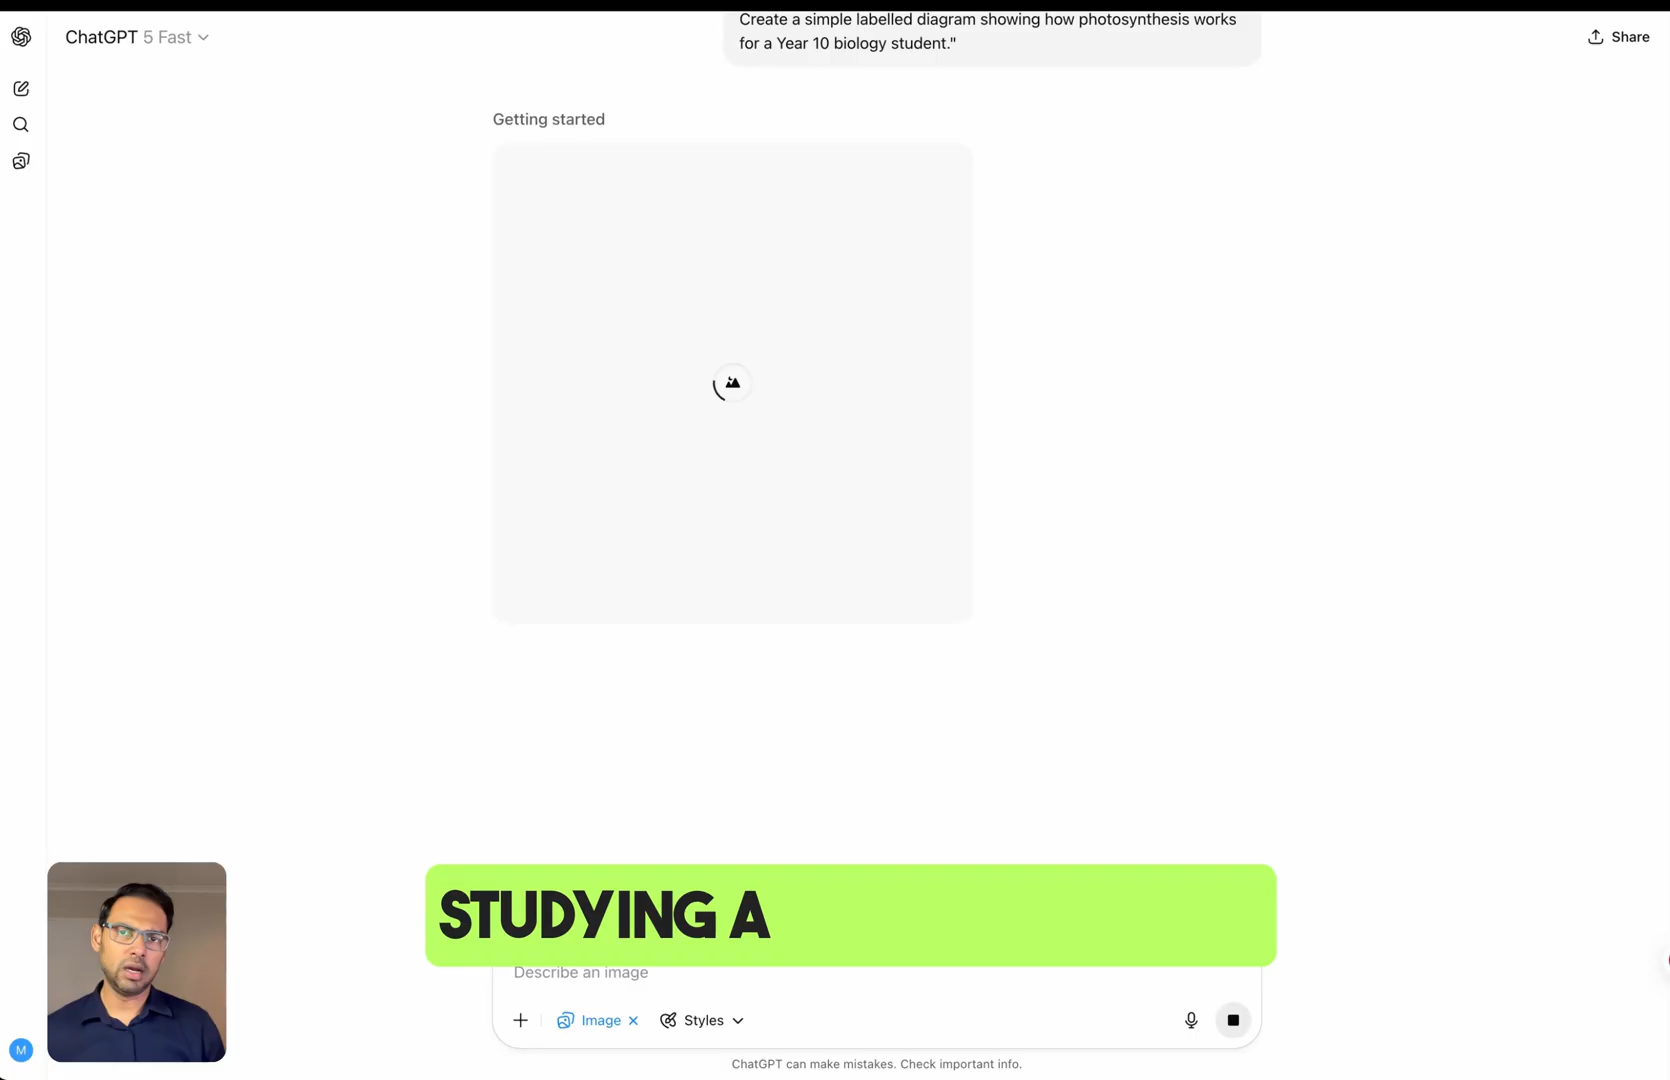 Create a simple labelled diagram showing how photosynthesis works
for a Year 10 biology student."
ChatGPT 5 Fast
Share
Getting started
STUDYING A
Describe an image
Image
Styles
M
ChatGPT can make mistakes. Check important info.